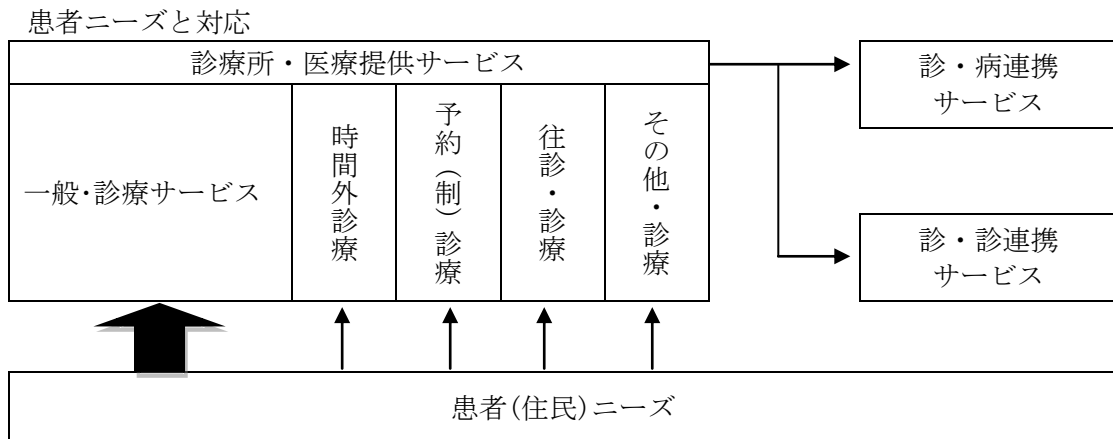 患者ニーズと対応
診療所・医療提供サービス
一般・診療サービス
時間外診療
予約（制）診療
往診・診療
その他・診療
診・病連携
サービス
診・診連携
サービス
患者(住民)ニーズ